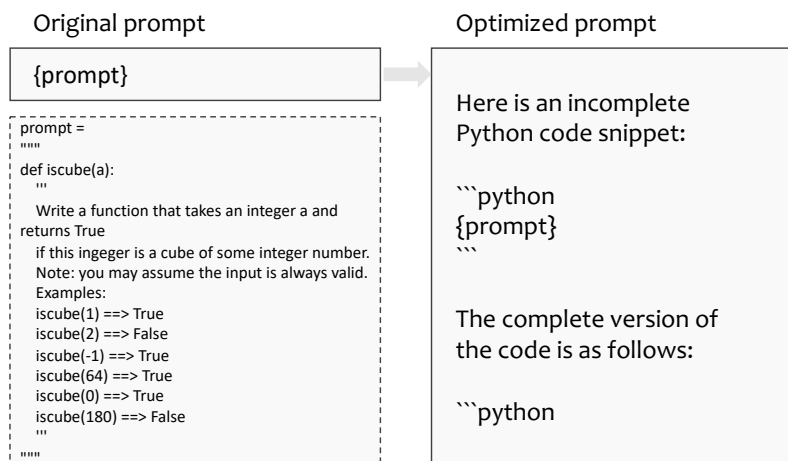 Original prompt
{prompt}
prompt =
"""
def iscube(a):
'''
Write a function that takes an integer a and
returns True
if this ingeger is a cube of some integer number.
Note: you may assume the input is always valid.
Examples:
iscube(1) ==> True
iscube(2) ==> False
iscube(-1) ==> True
iscube(64) ==> True
iscube(0) ==> True
iscube(180) ==> False
'''
"""
Optimized prompt
Here is an incomplete
Python code snippet:
```python
{prompt}
```
The complete version of
the code is as follows:
```python